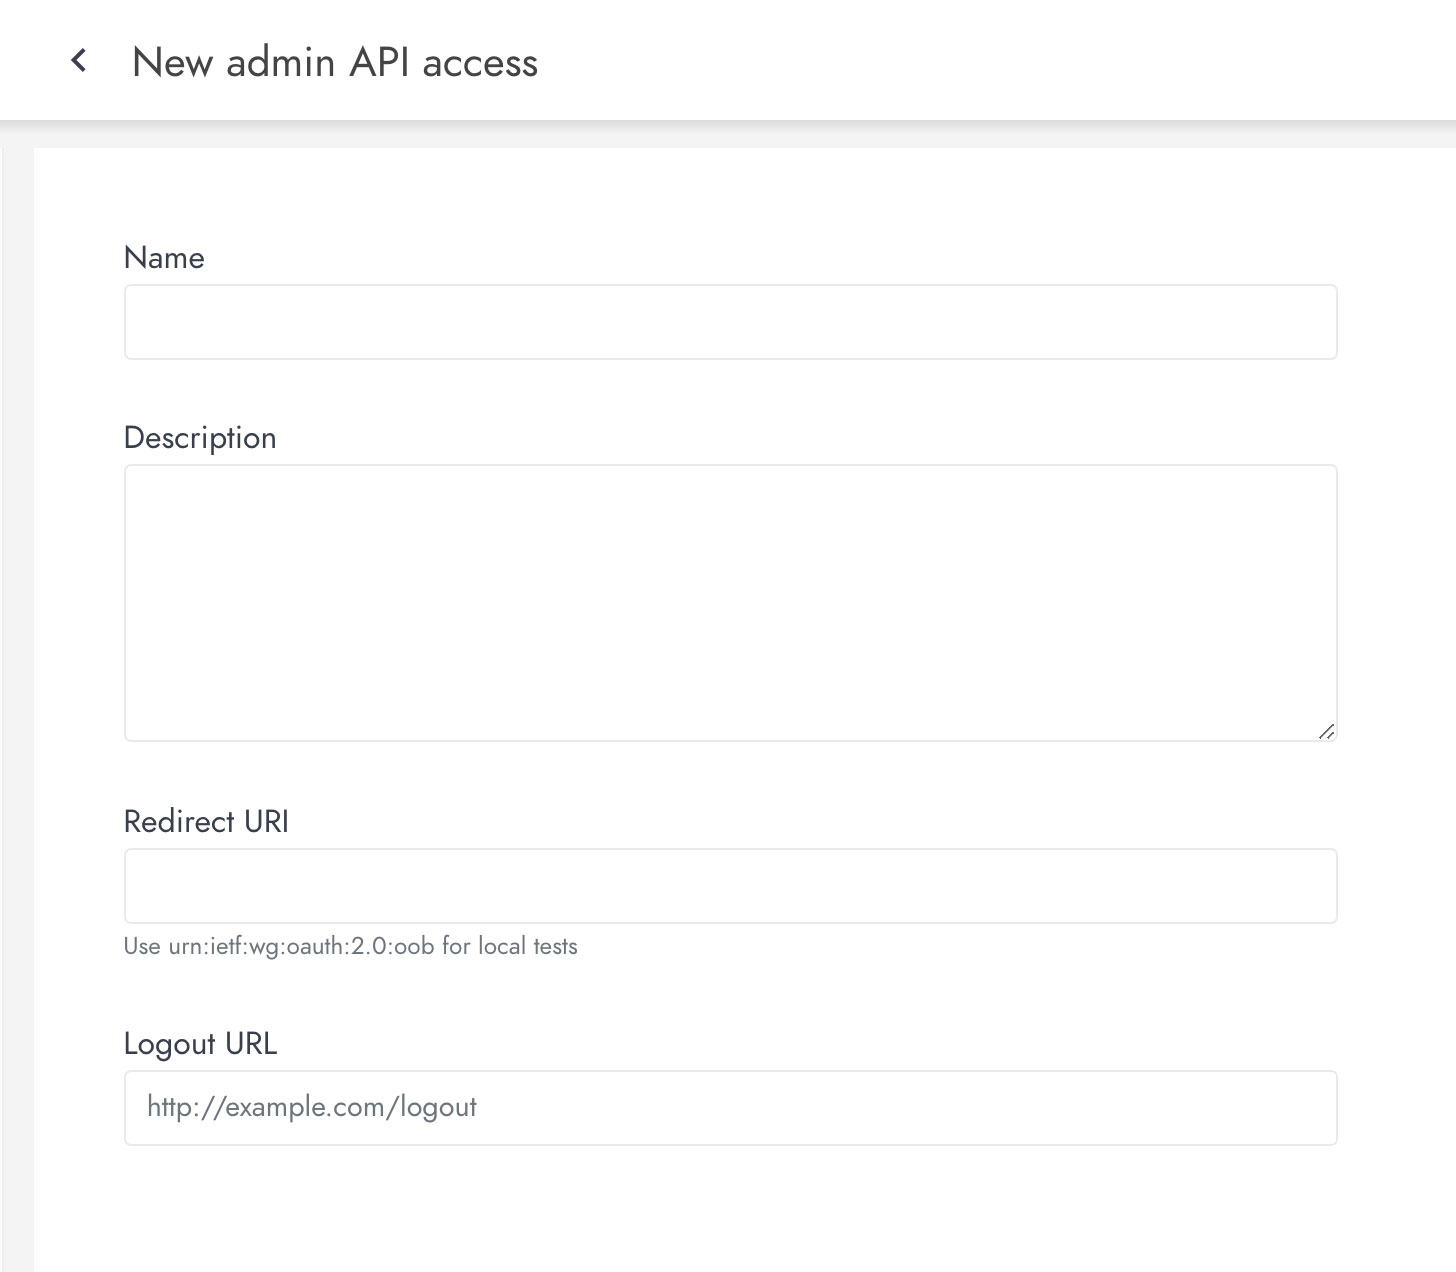 New admin API access
Name
Description
Redirect URI
Use urn:ietf:wg:oauth:2.0:oob for local tests
Logout URL
http://example.com/logout